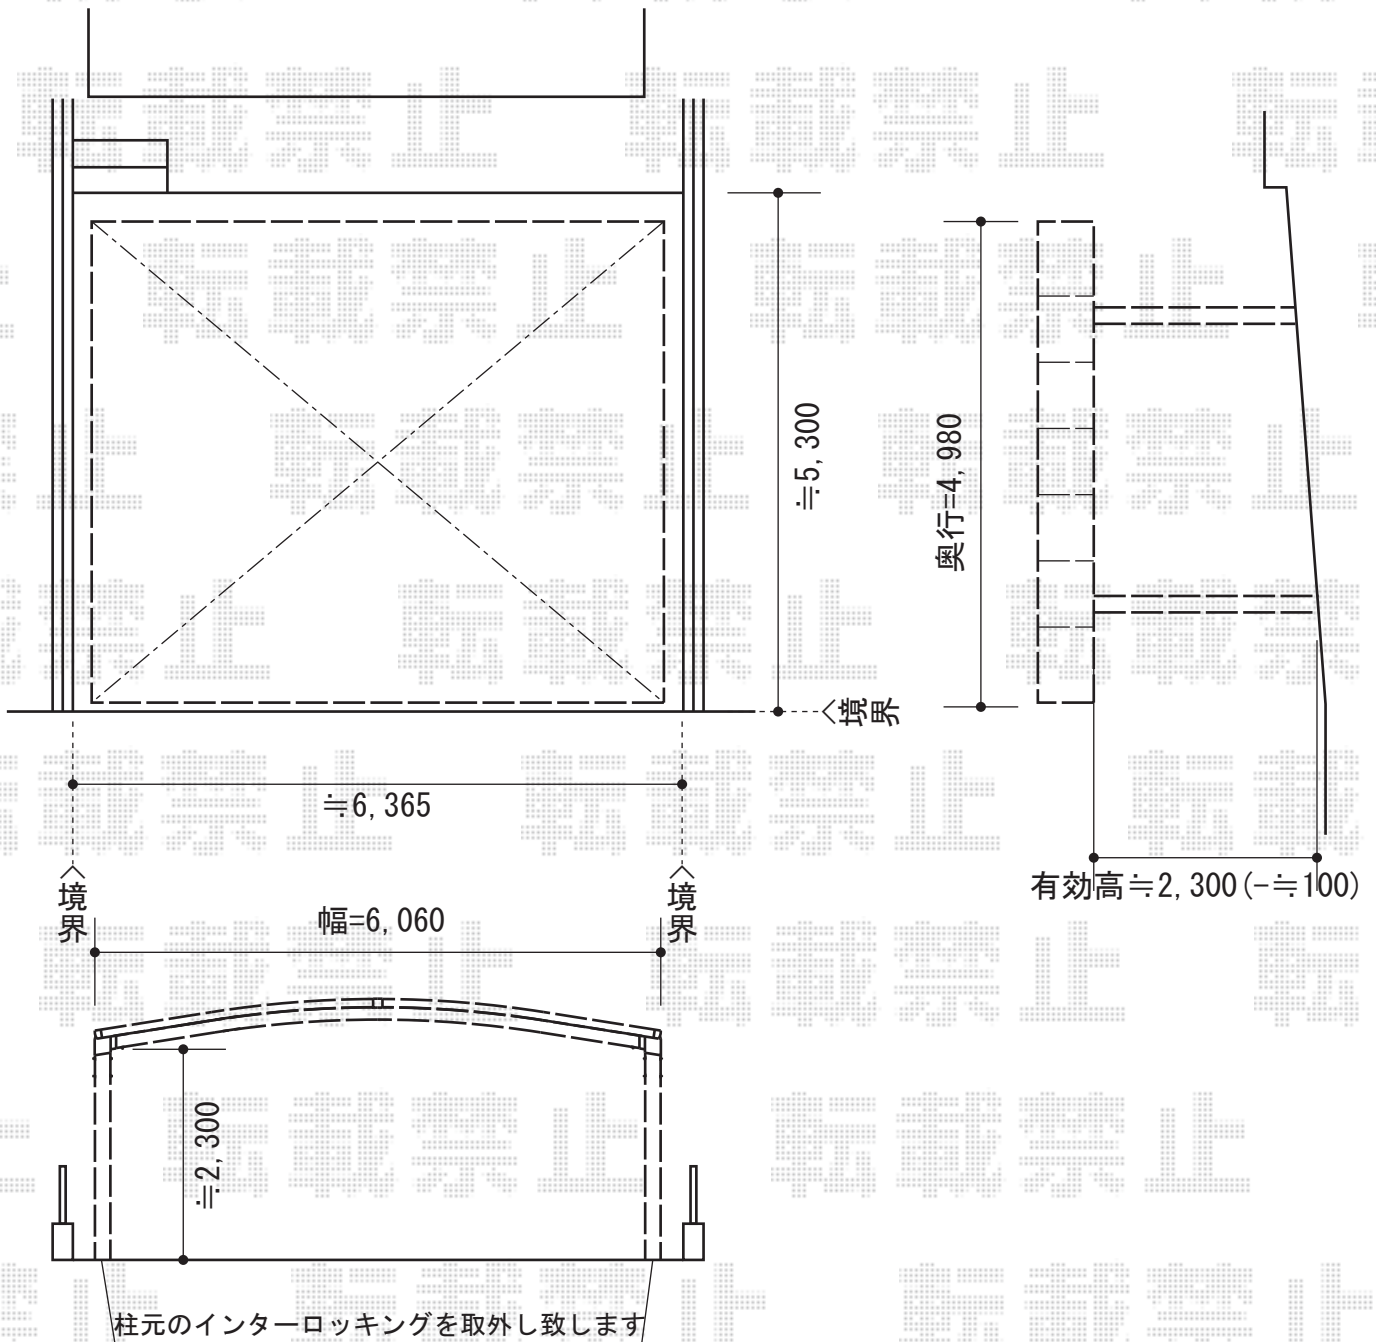 転載禁止
≒5,300
奥行=4,980
境界
≒6,365
境界
境界
有効高≒2,300(-≒100)
幅=6,060
≒2,300
柱元のインターロッキングを取外し致します